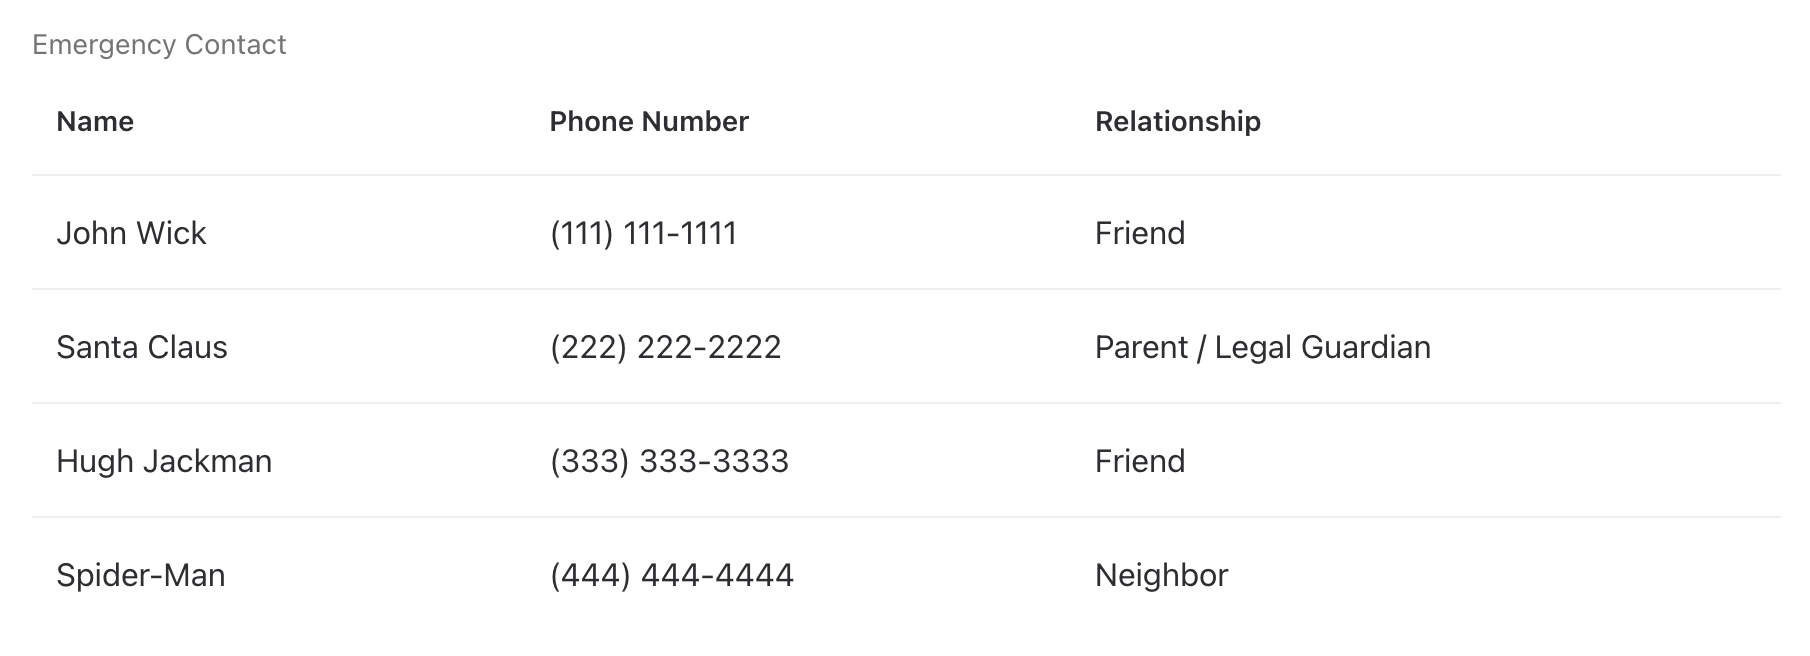 Emergency Contact
Name Phone Number Relationship
John Wick (111) 111-1111 Friend
Santa Claus (222) 222-2222 Parent / Legal Guardian
Hugh Jackman (333) 333-3333 Friend
Spider-Man (444) 444-4444 Neighbor